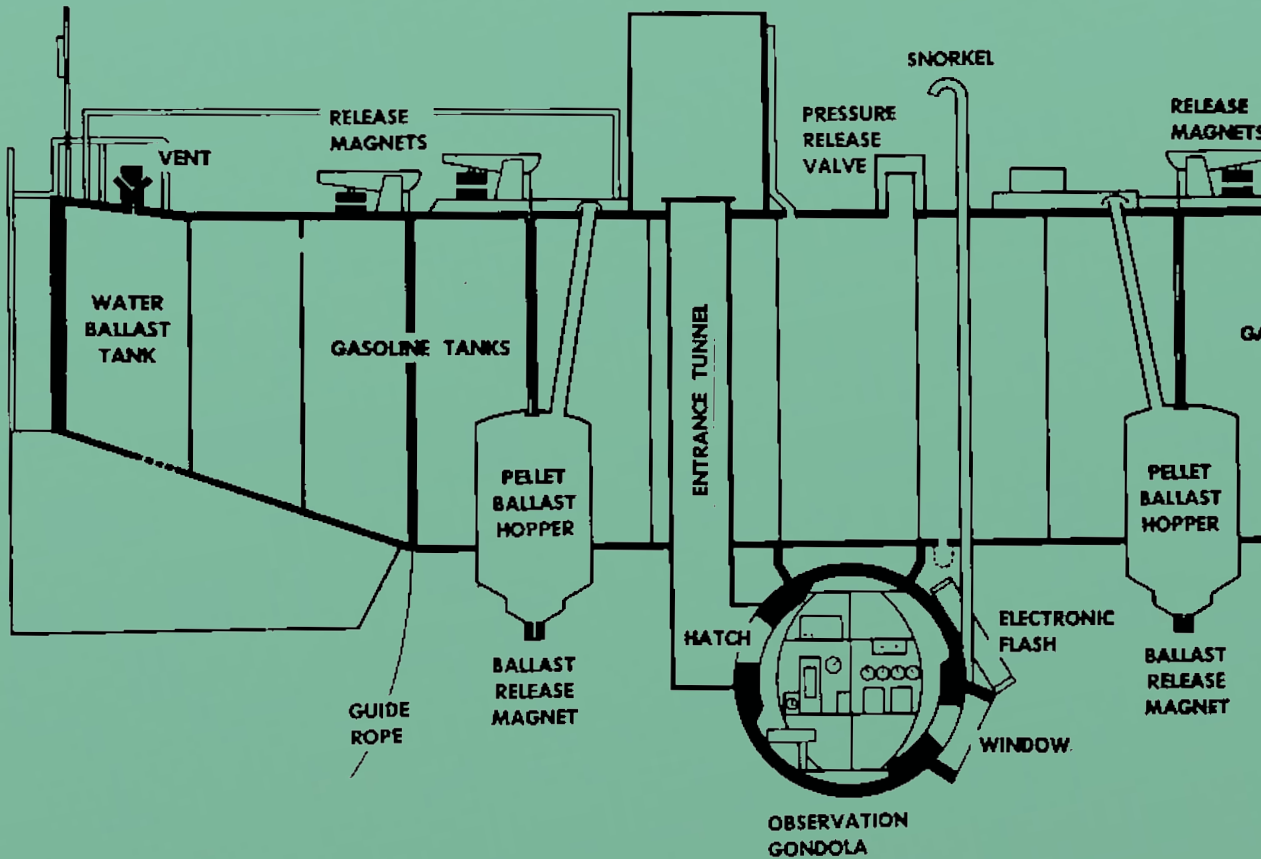 SNORKEL
RELEASE
MAGNETS
PRESSURE
RELEASE
VALVE
RELEASE
MAGNETS
VENT
WATER
BALLAST
TANK
GASOLINE TANKS
ENTRANCE TUNNEL
GA
PELLET
BALLAST
HOPPER
PELLET
BALLAST
HOPPER
HATCH
ELECTRONIC
FLASH
BALLAST
RELEASE
MAGNET
BALLAST
RELEASE
MAGNET
GUIDE
ROPE
WINDOW
OBSERVATION
GONDOLA